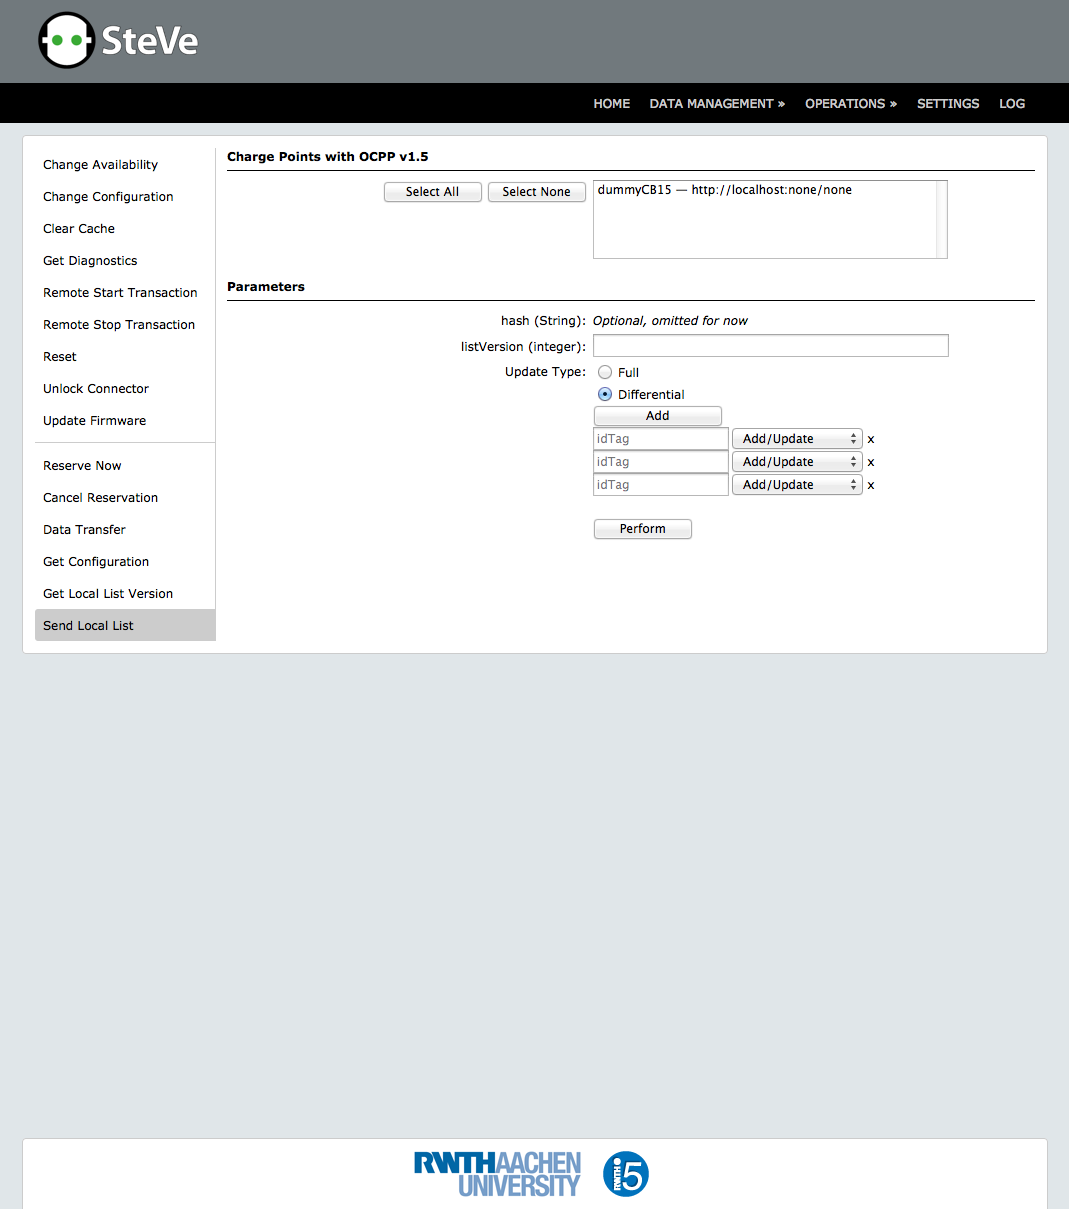 SteVe
HOME DATA MANAGEMENT » OPERATIONS » SETTINGS LOG
Change Availability
Change Configuration
Clear Cache
Get Diagnostics
Remote Start Transaction
Remote Stop Transaction
Reset
Unlock Connector
Update Firmware
Reserve Now
Cancel Reservation
Data Transfer
Get Configuration
Get Local List Version
Send Local List
Charge Points with OCPP v1.5
Select All Select None dummyCB15 — http://localhost:none/none
Parameters
hash (String): Optional, omitted for now
listVersion (integer):
Update Type: Full
Differential
Add
idTag Add/Update x
idTag Add/Update x
idTag Add/Update x
Perform
RWTHAACHEN
UNIVERSITY
RWTH i5